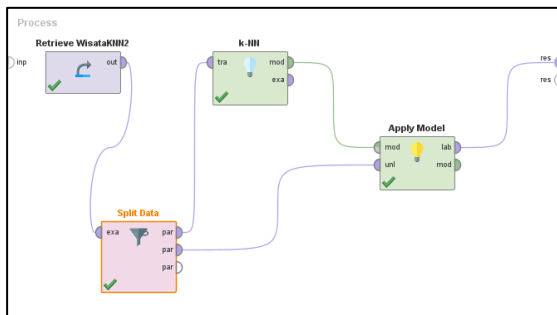 Process
Retrieve WisataKNN2
inp
out
k-NN
tra
mod
exa
res
res
Apply Model
mod
lab
unl
mod
Split Data
exa
par
par
par